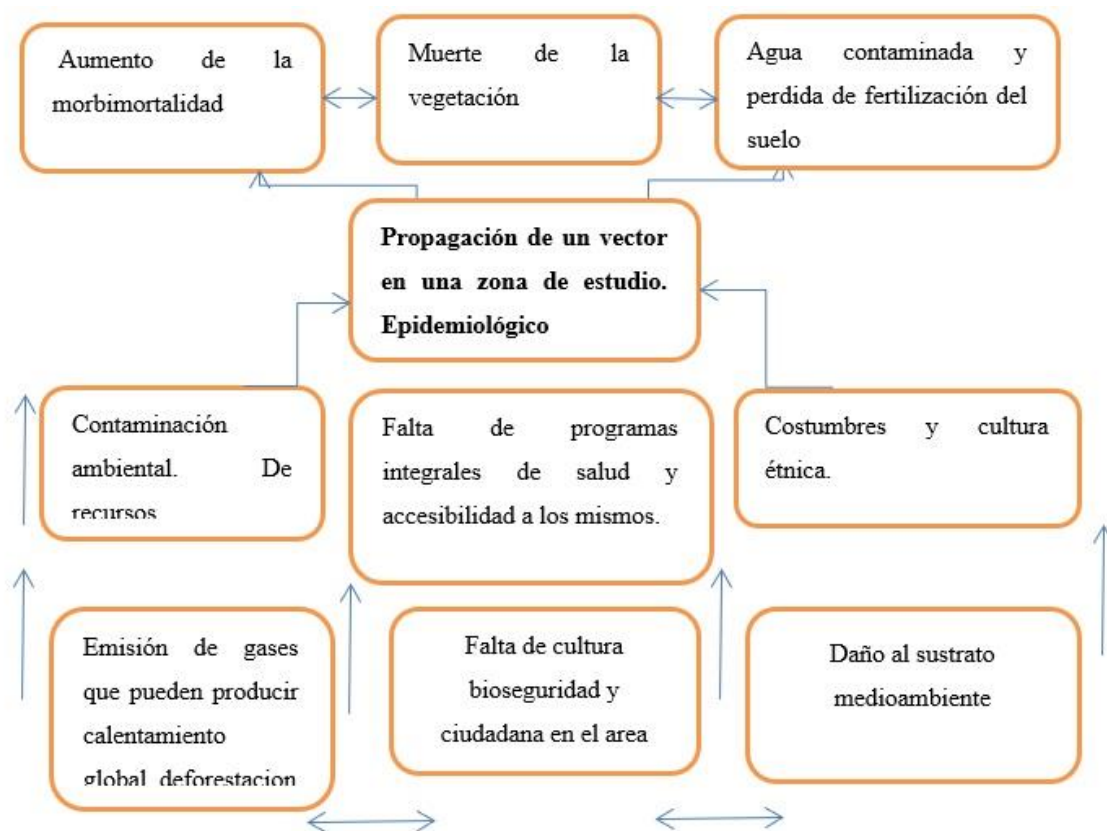 Aumento de la
morbimortalidad
Muerte de la
vegetación
Agua contaminada y
perdida de fertilización del
suelo
Propagación de un vector
en una zona de estudio.
Epidemiológico
Contaminación
ambiental. De
recursos
Falta de programas
integrales de salud y
accesibilidad a los mismos.
Costumbres y cultura
étnica.
Emisión de gases
que pueden producir
calentamiento
global deforestacion
Falta de cultura
bioseguridad y
ciudadana en el area
Daño al sustrato
medioambiente